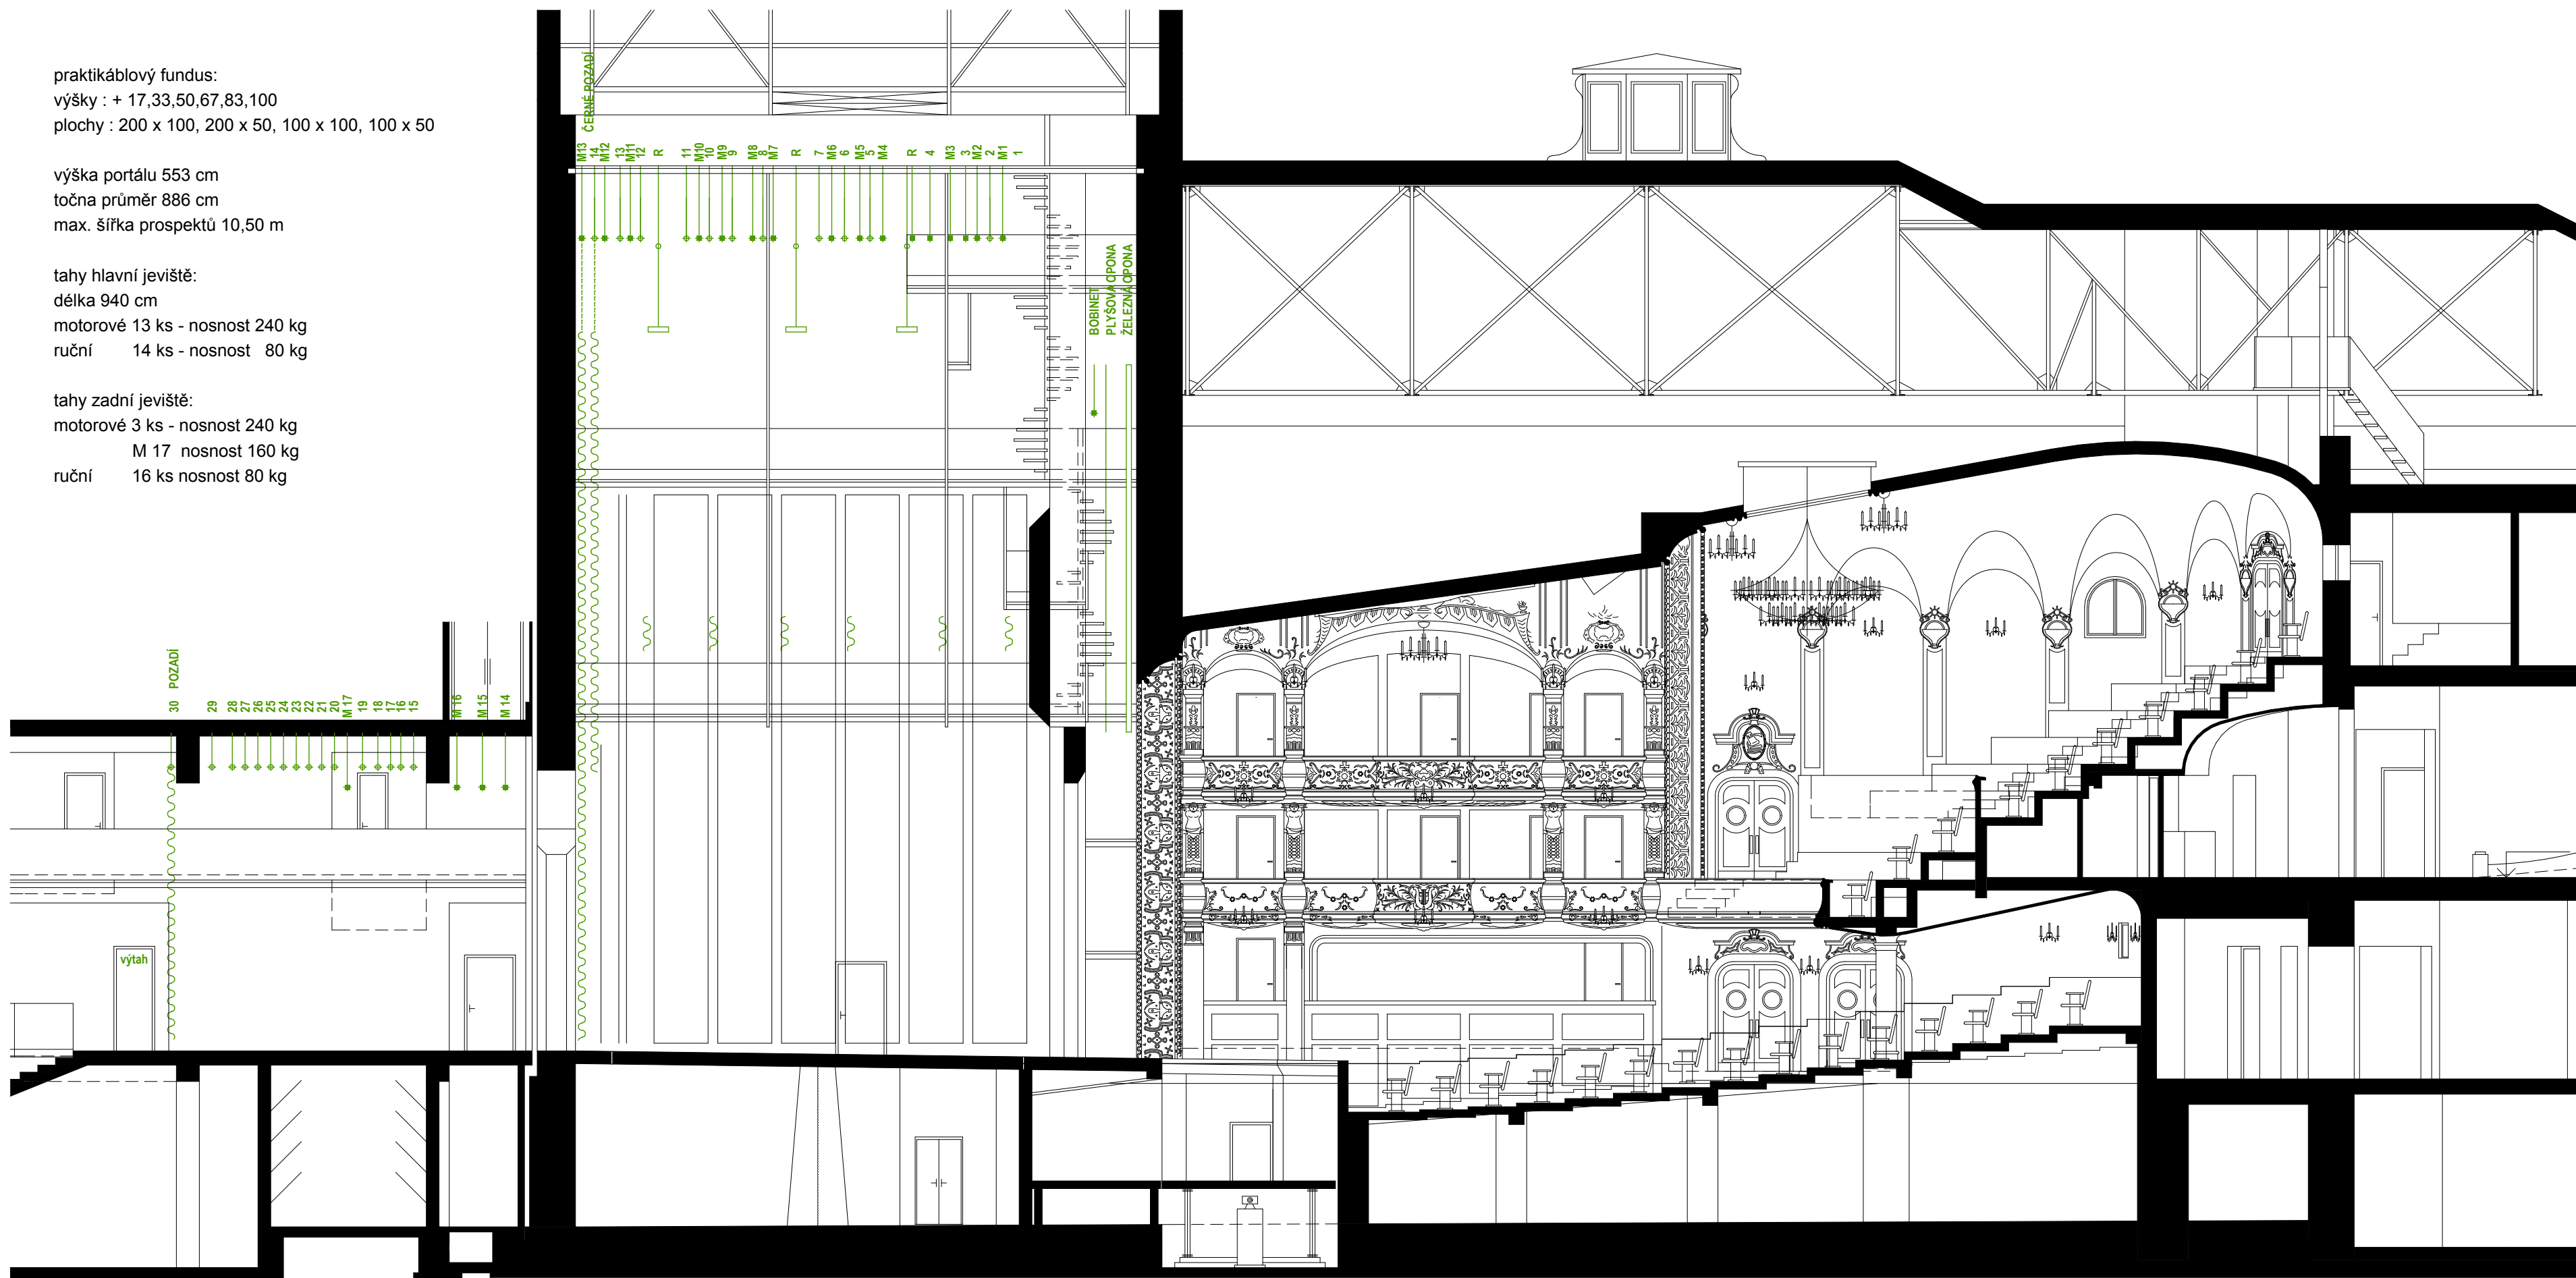 praktikáblový fundus:
výšky : + 17,33,50,67,83,100
plochy : 200 x 100, 200 x 50, 100 x 100, 100 x 50
výška portálu 553 cm
točna průměr 886 cm
max. šířka prospektů 10,50 m
tahy hlavní jeviště:
délka 940 cm
motorové 13 ks - nosnost 240 kg
ruční 14 ks - nosnost 80 kg
tahy zadní jeviště:
motorové 3 ks - nosnost 240 kg
M 17 nosnost 160 kg
ruční 16 ks nosnost 80 kg
ČERNÉ POZADÍ
M13
14
M12
13
M11
12
R
11
M10
10
M9
9
M8
8
M7
R
7
M6
6
M5
5
M4
R
4
M3
3
M2
2
M1
1
BOBINET
PLYŠOVÁ OPONA
ŽELEZNÁ OPONA
30 POZADÍ
29
28
27
26
25
24
23
22
21
20
M 17
19
18
17
16
15
M 16
M 15
M 14
výtah